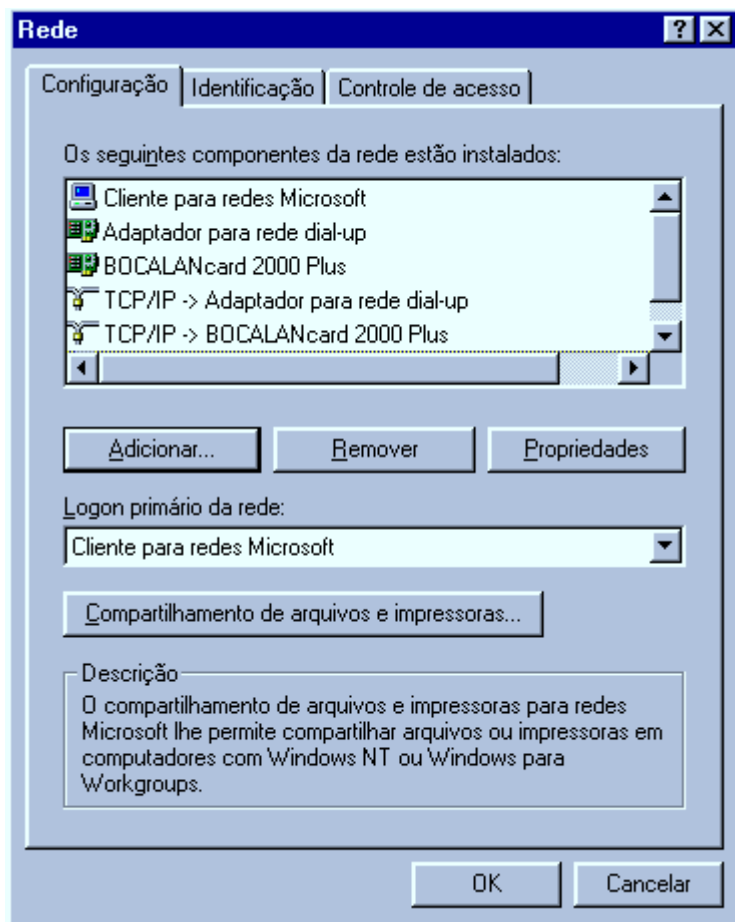 Rede
Configuração
Identificação
Controle de acesso
Os seguintes componentes da rede estão instalados:
Cliente para redes Microsoft
Adaptador para rede dial-up
BOCALANcard 2000 Plus
TCP/IP -> Adaptador para rede dial-up
TCP/IP -> BOCALANcard 2000 Plus
Adicionar...
Remover
Propriedades
Logon primário da rede:
Cliente para redes Microsoft
Compartilhamento de arquivos e impressoras...
Descrição
O compartilhamento de arquivos e impressoras para redes
Microsoft lhe permite compartilhar arquivos ou impressoras em
computadores com Windows NT ou Windows para
Workgroups.
OK
Cancelar